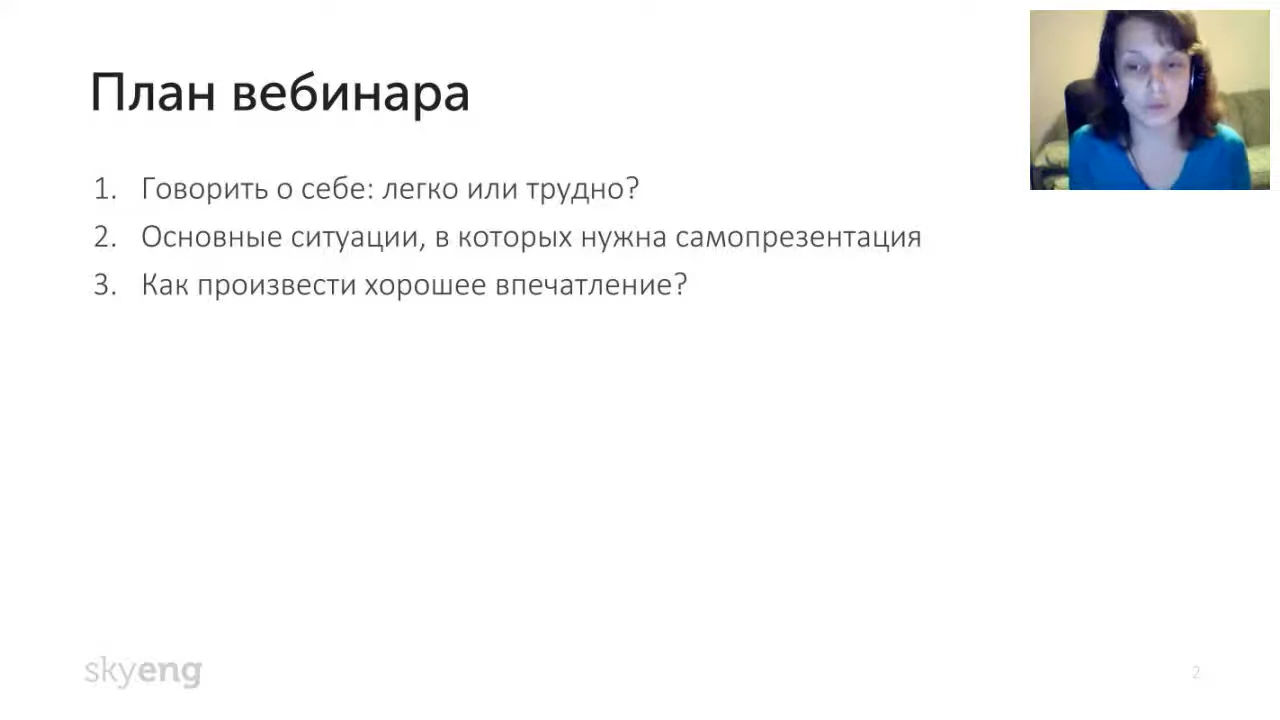 План вебинара
1. Говорить о себе: легко или трудно?
2. Основные ситуации, в которых нужна самопрезентация
3. Как произвести хорошее впечатление?
skyeng
2